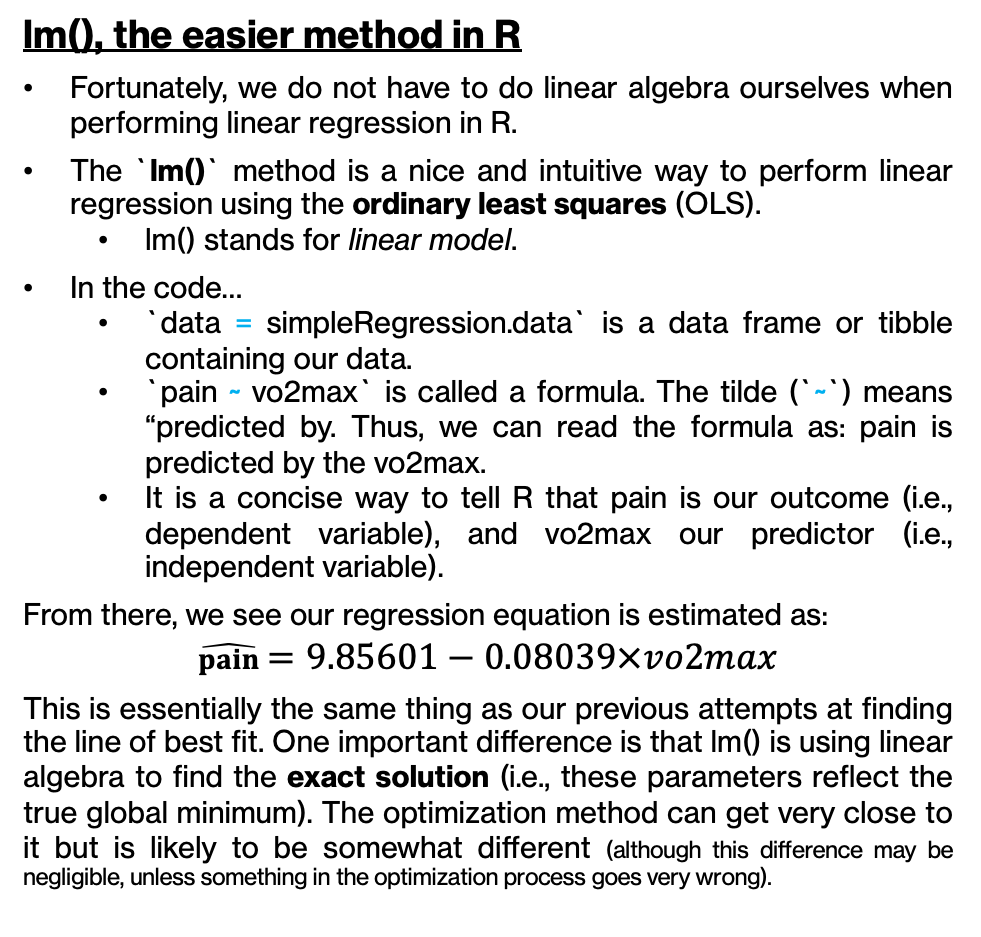 lm(), the easier method in R
• Fortunately, we do not have to do linear algebra ourselves when
performing linear regression in R.
• The `lm()` method is a nice and intuitive way to perform linear
regression using the ordinary least squares (OLS).
• lm() stands for linear model.
• In the code...
• `data = simpleRegression.data` is a data frame or tibble
containing our data.
• `pain ~ vo2max` is called a formula. The tilde (`~`) means
“predicted by. Thus, we can read the formula as: pain is
predicted by the vo2max.
• It is a concise way to tell R that pain is our outcome (i.e.,
dependent variable), and vo2max our predictor (i.e.,
independent variable).
From there, we see our regression equation is estimated as:
\widehat{pain} = 9.85601 − 0.08039×vo2max
This is essentially the same thing as our previous attempts at finding
the line of best fit. One important difference is that lm() is using linear
algebra to find the exact solution (i.e., these parameters reflect the
true global minimum). The optimization method can get very close to
it but is likely to be somewhat different (although this difference may be
negligible, unless something in the optimization process goes very wrong).